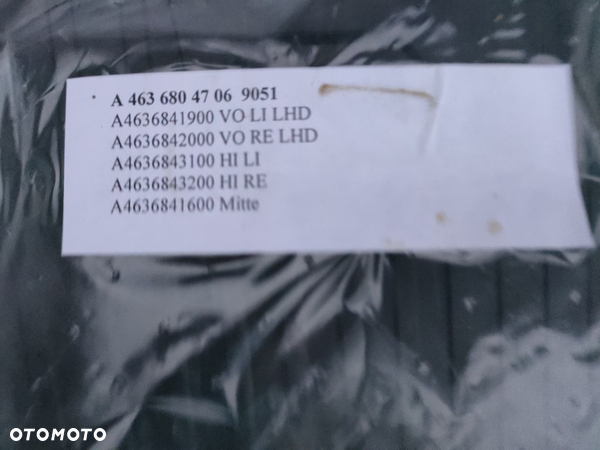 A 463 680 47 06 9051
A4636841900 VO LI LHD
A4636842000 VO RE LHD
A4636843100 HI LI
A4636843200 HI RE
A4636841600 Mitte
OTOMOTO